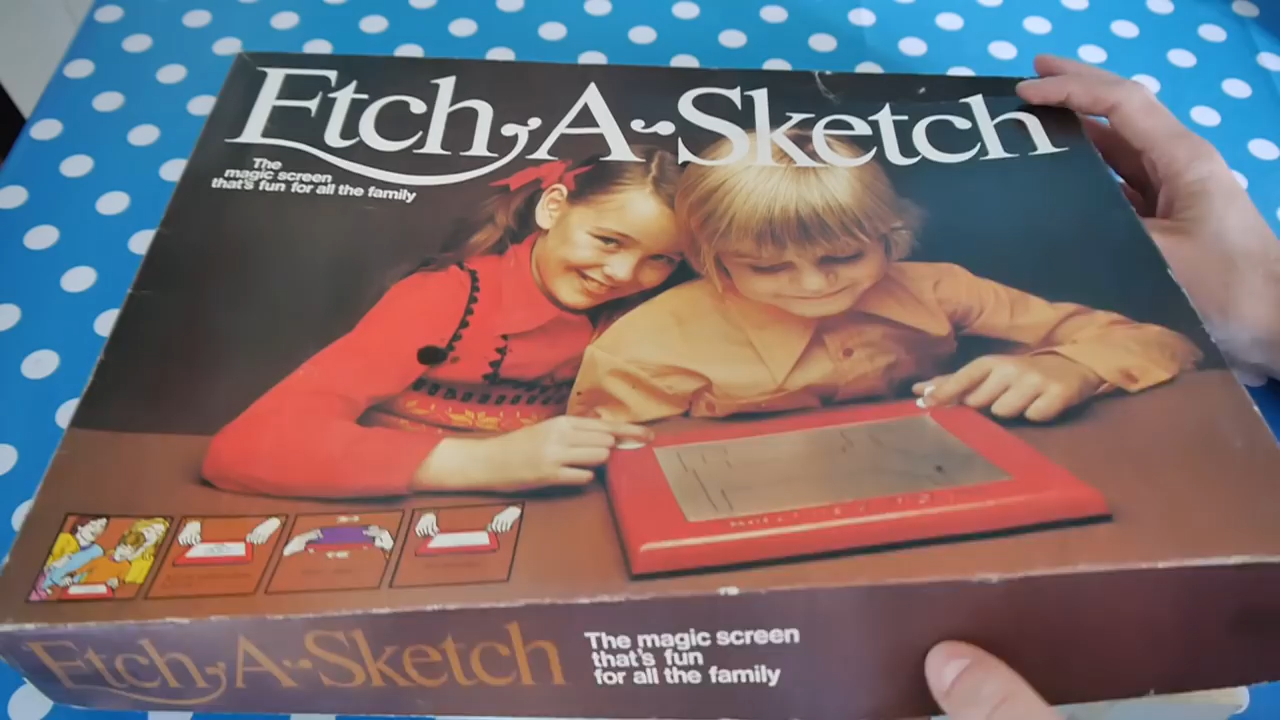 Etch-A-Sketch
The
magic screen
that's fun for all the family
Etch-A-Sketch
The magic screen
that's fun
for all the family